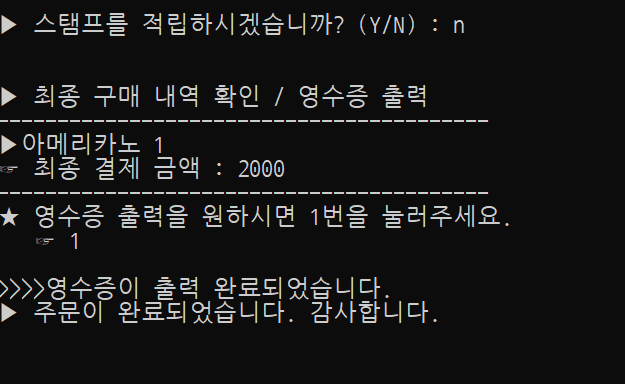 ▶ 스탬프를 적립하시겠습니까? (Y/N) : n
▶ 최종 구매 내역 확인 / 영수증 출력
------------------------------------------
▶아메리카노 1
☞ 최종 결제 금액 : 2000
------------------------------------------
★ 영수증 출력을 원하시면 1번을 눌러주세요.
☞ 1
>>>>영수증이 출력 완료되었습니다.
▶ 주문이 완료되었습니다. 감사합니다.